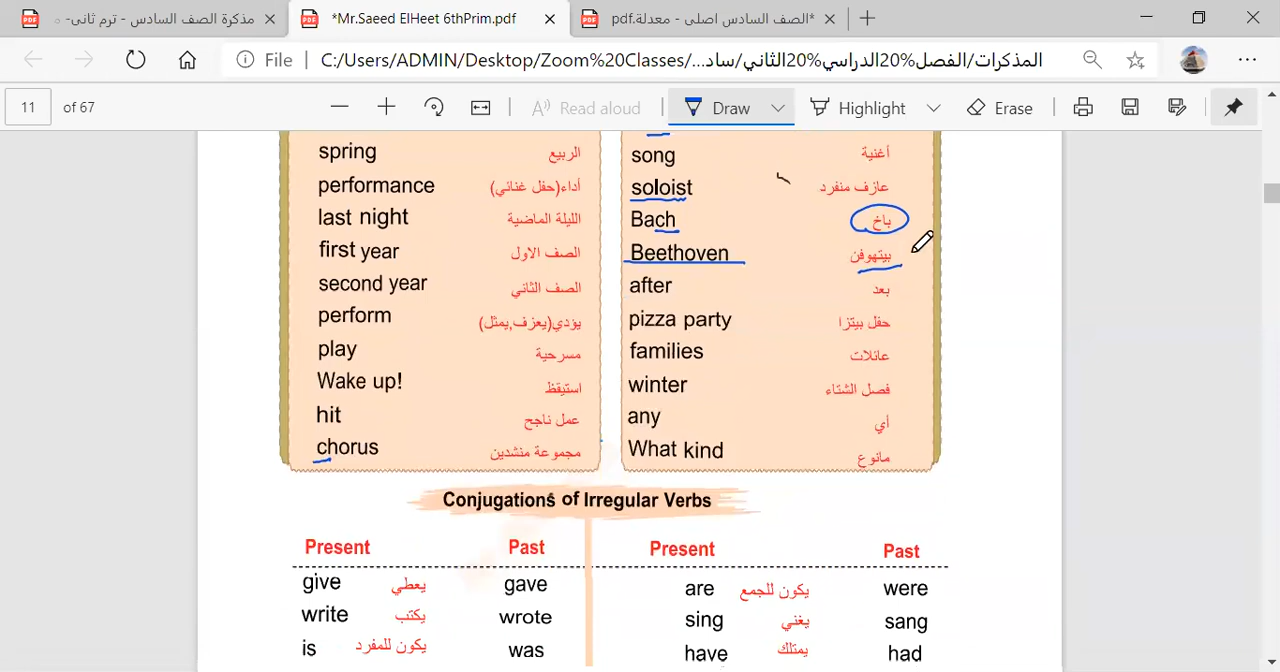 مذكرة الصف السادس - ترم ثانى-
*Mr.Saeed ElHeet 6thPrim.pdf
*الصف السادس اصلى - معدلة.pdf
File C:/Users/ADMIN/Desktop/Zoom%20Classes/المذكرات/الفصل%20الدراسي%20الثاني/ساد...
11 of 67 Read aloud Draw Highlight Erase
spring الربيع
performance أداء(حفل غنائي)
last night الليلة الماضية
first year الصف الاول
second year الصف الثاني
perform يؤدي(يعزف,يمثل)
play مسرحية
Wake up! استيقظ
hit عمل ناجح
chorus مجموعة منشدين
song أغنية
soloist عازف منفرد
Bach باخ
Beethoven بيتهوفن
after بعد
pizza party حفل بيتزا
families عائلات
winter فصل الشتاء
any أي
What kind مانوع
Conjugations of Irregular Verbs
Present Past Present Past
give يعطي gave are يكون للجمع were
write يكتب wrote sing يغني sang
is يكون للمفرد was have يمتلك had